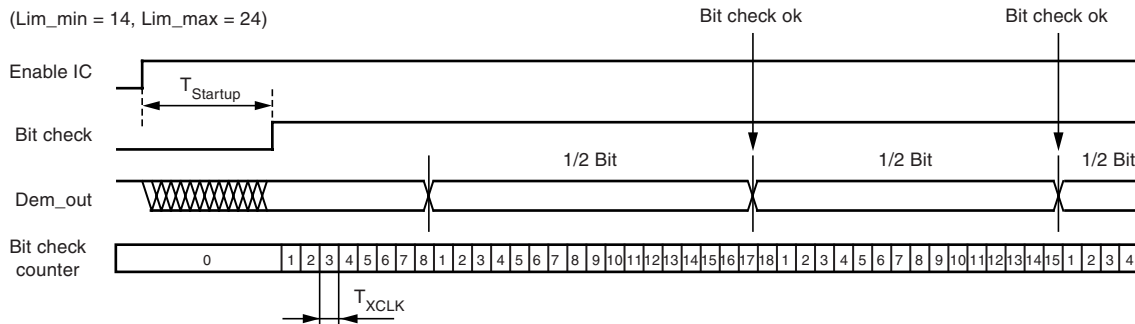 (Lim_min = 14, Lim_max = 24)
Bit check ok
Bit check ok
Enable IC
T_Startup
Bit check
1/2 Bit
1/2 Bit
1/2 Bit
Dem_out
Bit check
counter
0 1 2 3 4 5 6 7 8 1 2 3 4 5 6 7 8 9 10 11 12 13 14 15 16 17 18 1 2 3 4 5 6 7 8 9 10 11 12 13 14 15 1 2 3 4
T_XCLK